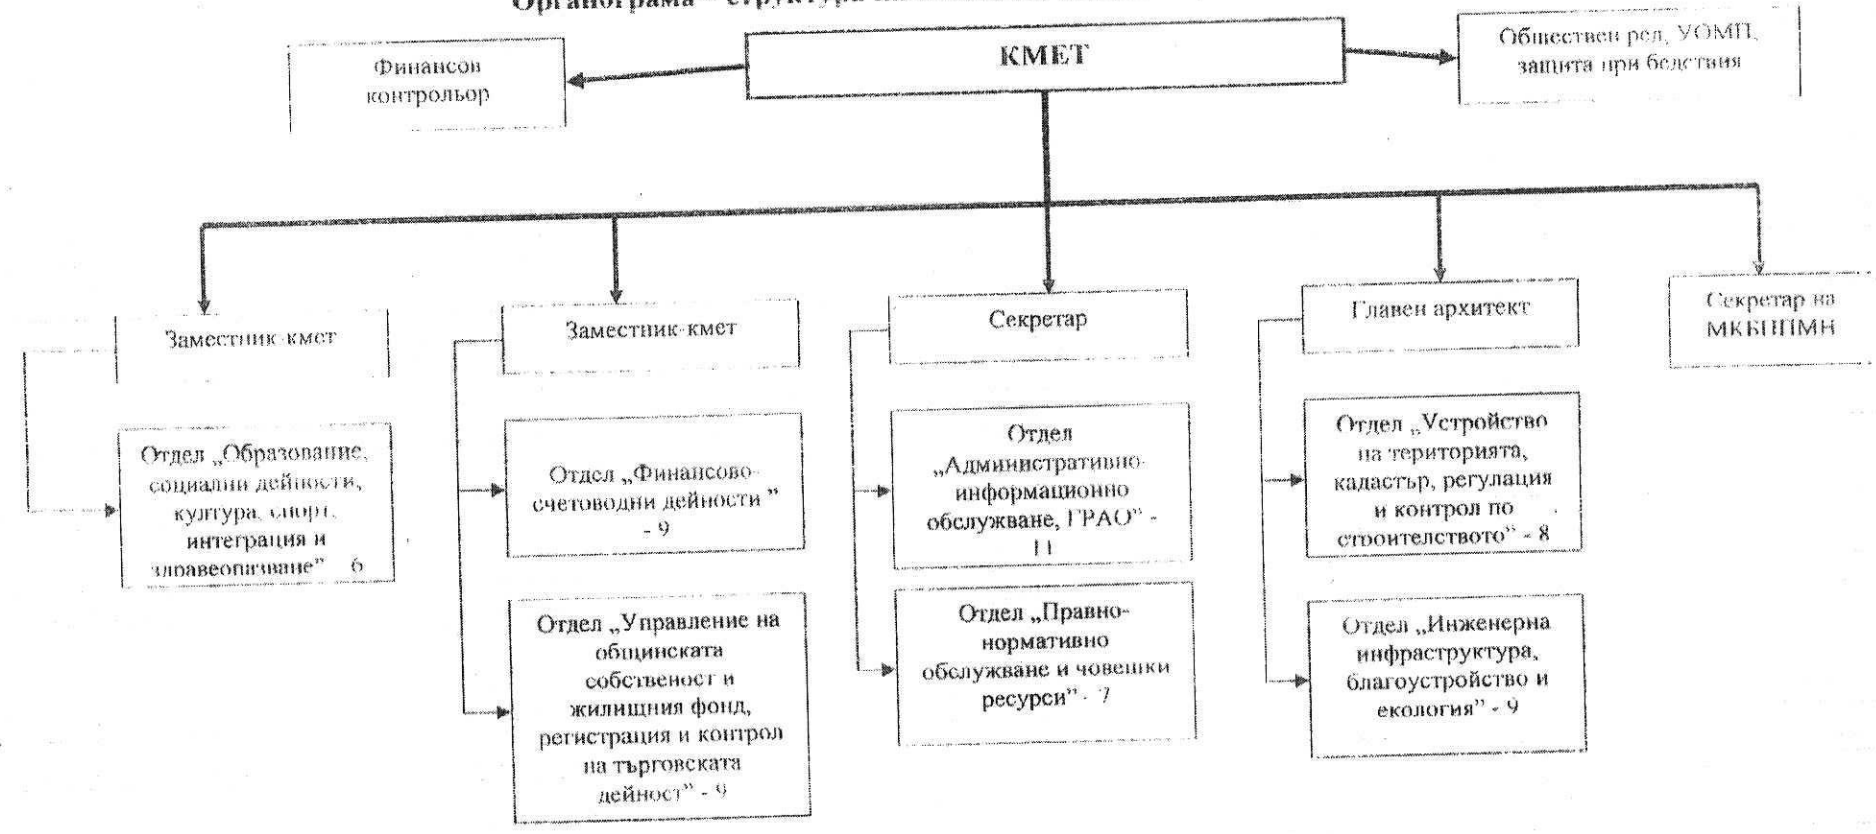 Органограма – структура
КМЕТ
Финансов
контрольор
Обществен ред, УОМП,
защита при бедствия
Заместник-кмет
Заместник-кмет
Секретар
Главен архитект
Секретар на
МКБППМН
Отдел „Образование,
социални дейности,
култура, спорт,
интеграция и
здравеопазване” 6
Отдел „Финансово-
счетоводни дейности ”
- 9
Отдел
„Административно-
информационно
обслужване, ГРАО” -
11
Отдел „Устройство
на територията,
кадастър, регулация
и контрол по
строителството” - 8
Отдел „Управление на
общинската
собственост и
жилищния фонд,
регистрация и контрол
на търговската
дейност” - 9
Отдел „Правно-
нормативно
обслужване и човешки
ресурси” - 7
Отдел „Инженерна
инфраструктура,
благоустройство и
екология” - 9